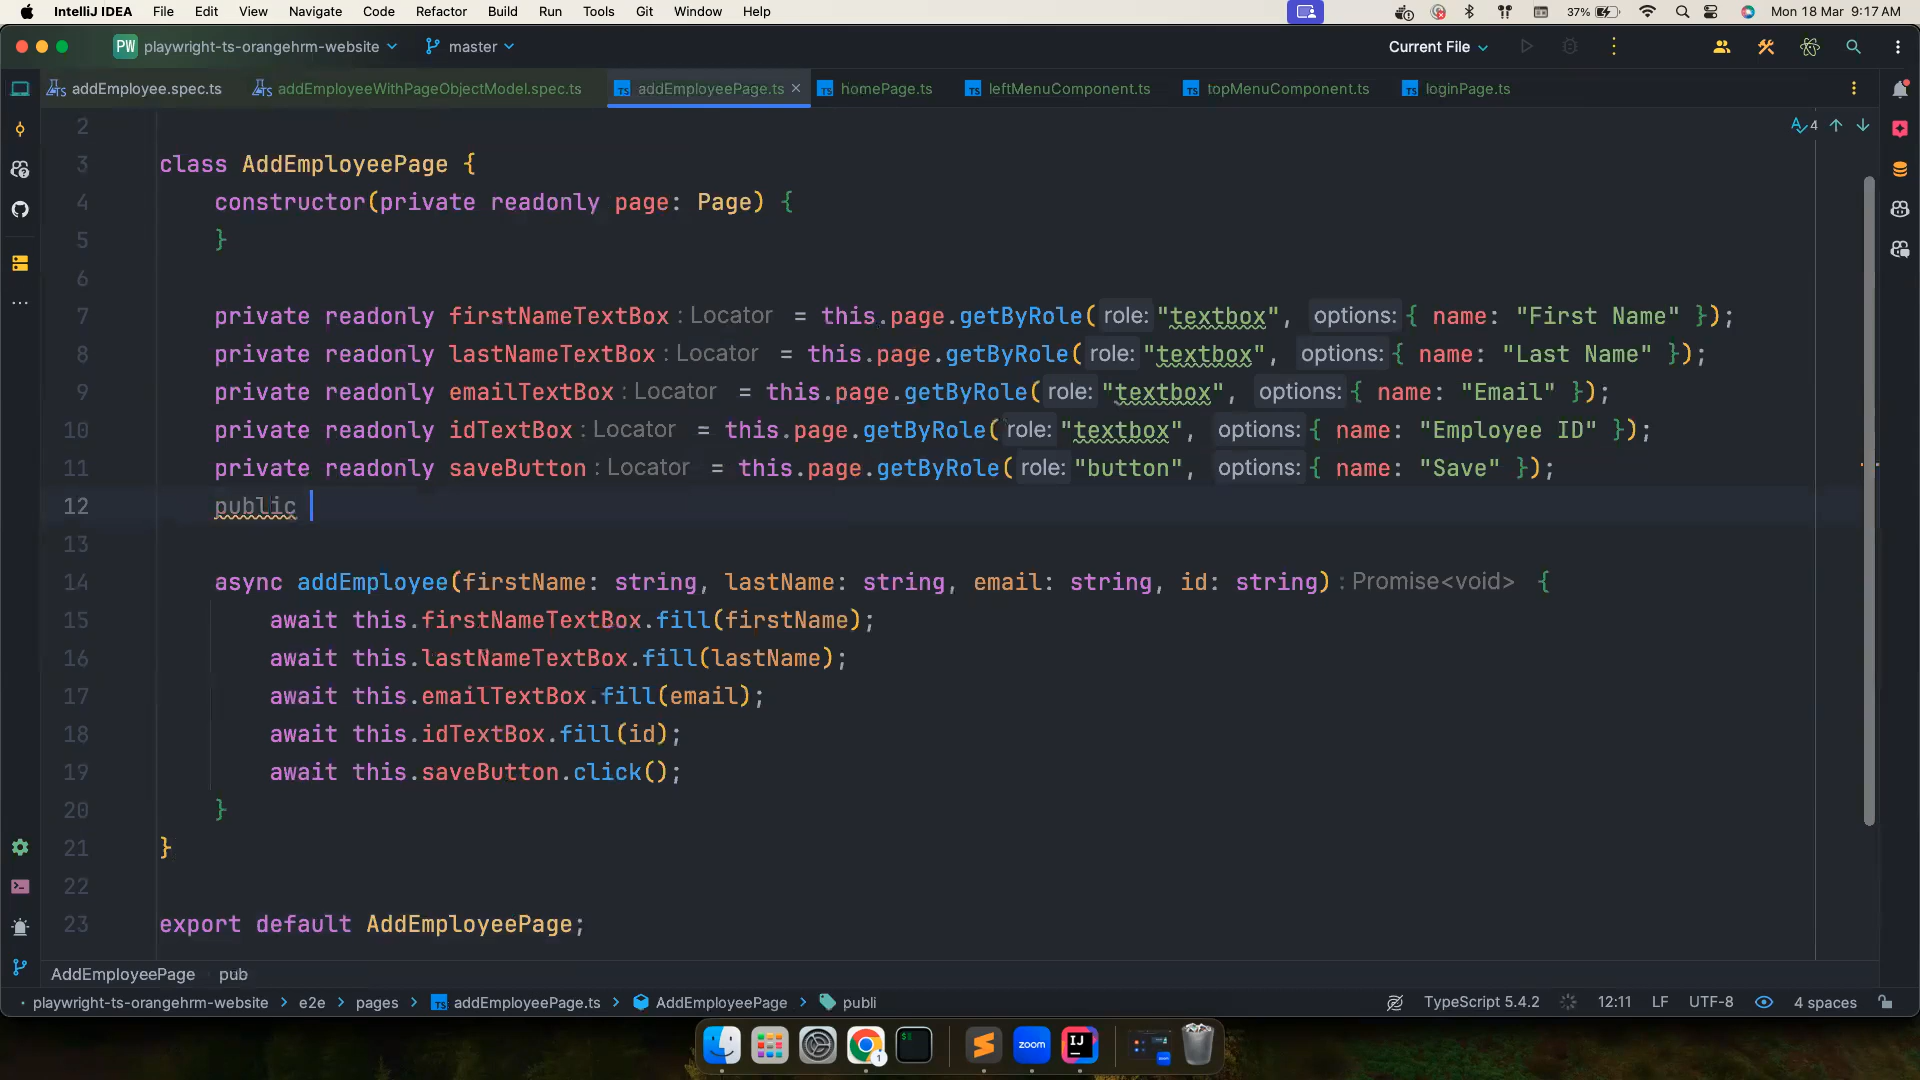 IntelliJ IDEA File Edit View Navigate Code Refactor Build Run Tools Git Window Help 37% Mon 18 Mar 9:17 AM
PW playwright-ts-orangehrm-website master Current File
addEmployee.spec.ts addEmployeeWithPageObjectModel.spec.ts addEmployeePage.ts homePage.ts leftMenuComponent.ts topMenuComponent.ts loginPage.ts
2 4
3 class AddEmployeePage {
4 constructor(private readonly page: Page) {
5 }
6
7 private readonly firstNameTextBox : Locator = this.page.getByRole( role: "textbox", options: { name: "First Name" });
8 private readonly lastNameTextBox : Locator = this.page.getByRole( role: "textbox", options: { name: "Last Name" });
9 private readonly emailTextBox : Locator = this.page.getByRole( role: "textbox", options: { name: "Email" });
10 private readonly idTextBox : Locator = this.page.getByRole( role: "textbox", options: { name: "Employee ID" });
11 private readonly saveButton : Locator = this.page.getByRole( role: "button", options: { name: "Save" });
12 public
13
14 async addEmployee(firstName: string, lastName: string, email: string, id: string) : Promise<void> {
15 await this.firstNameTextBox.fill(firstName);
16 await this.lastNameTextBox.fill(lastName);
17 await this.emailTextBox.fill(email);
18 await this.idTextBox.fill(id);
19 await this.saveButton.click();
20 }
21 }
22
23 export default AddEmployeePage;
AddEmployeePage pub
playwright-ts-orangehrm-website e2e pages addEmployeePage.ts AddEmployeePage publi TypeScript 5.4.2 12:11 LF UTF-8 4 spaces
zoom IJ